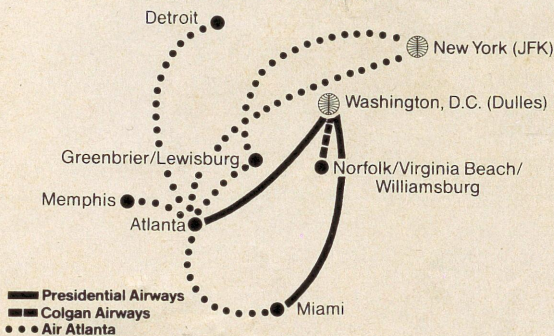 Detroit
New York (JFK)
Washington, D.C. (Dulles)
Greenbrier/Lewisburg
Norfolk/Virginia Beach/
Williamsburg
Memphis
Atlanta
Miami
Presidential Airways
Colgan Airways
Air Atlanta